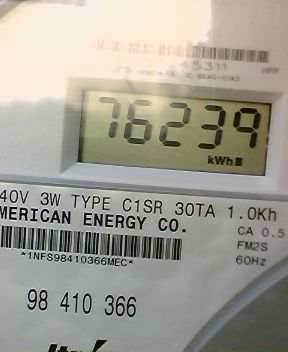 76239
kWh
40V 3W TYPE C1SR 30TA 1.0Kh
MERICAN ENERGY CO.
CA 0.5
FM2S
60Hz
*1NFS98410366MEC*
98 410 366